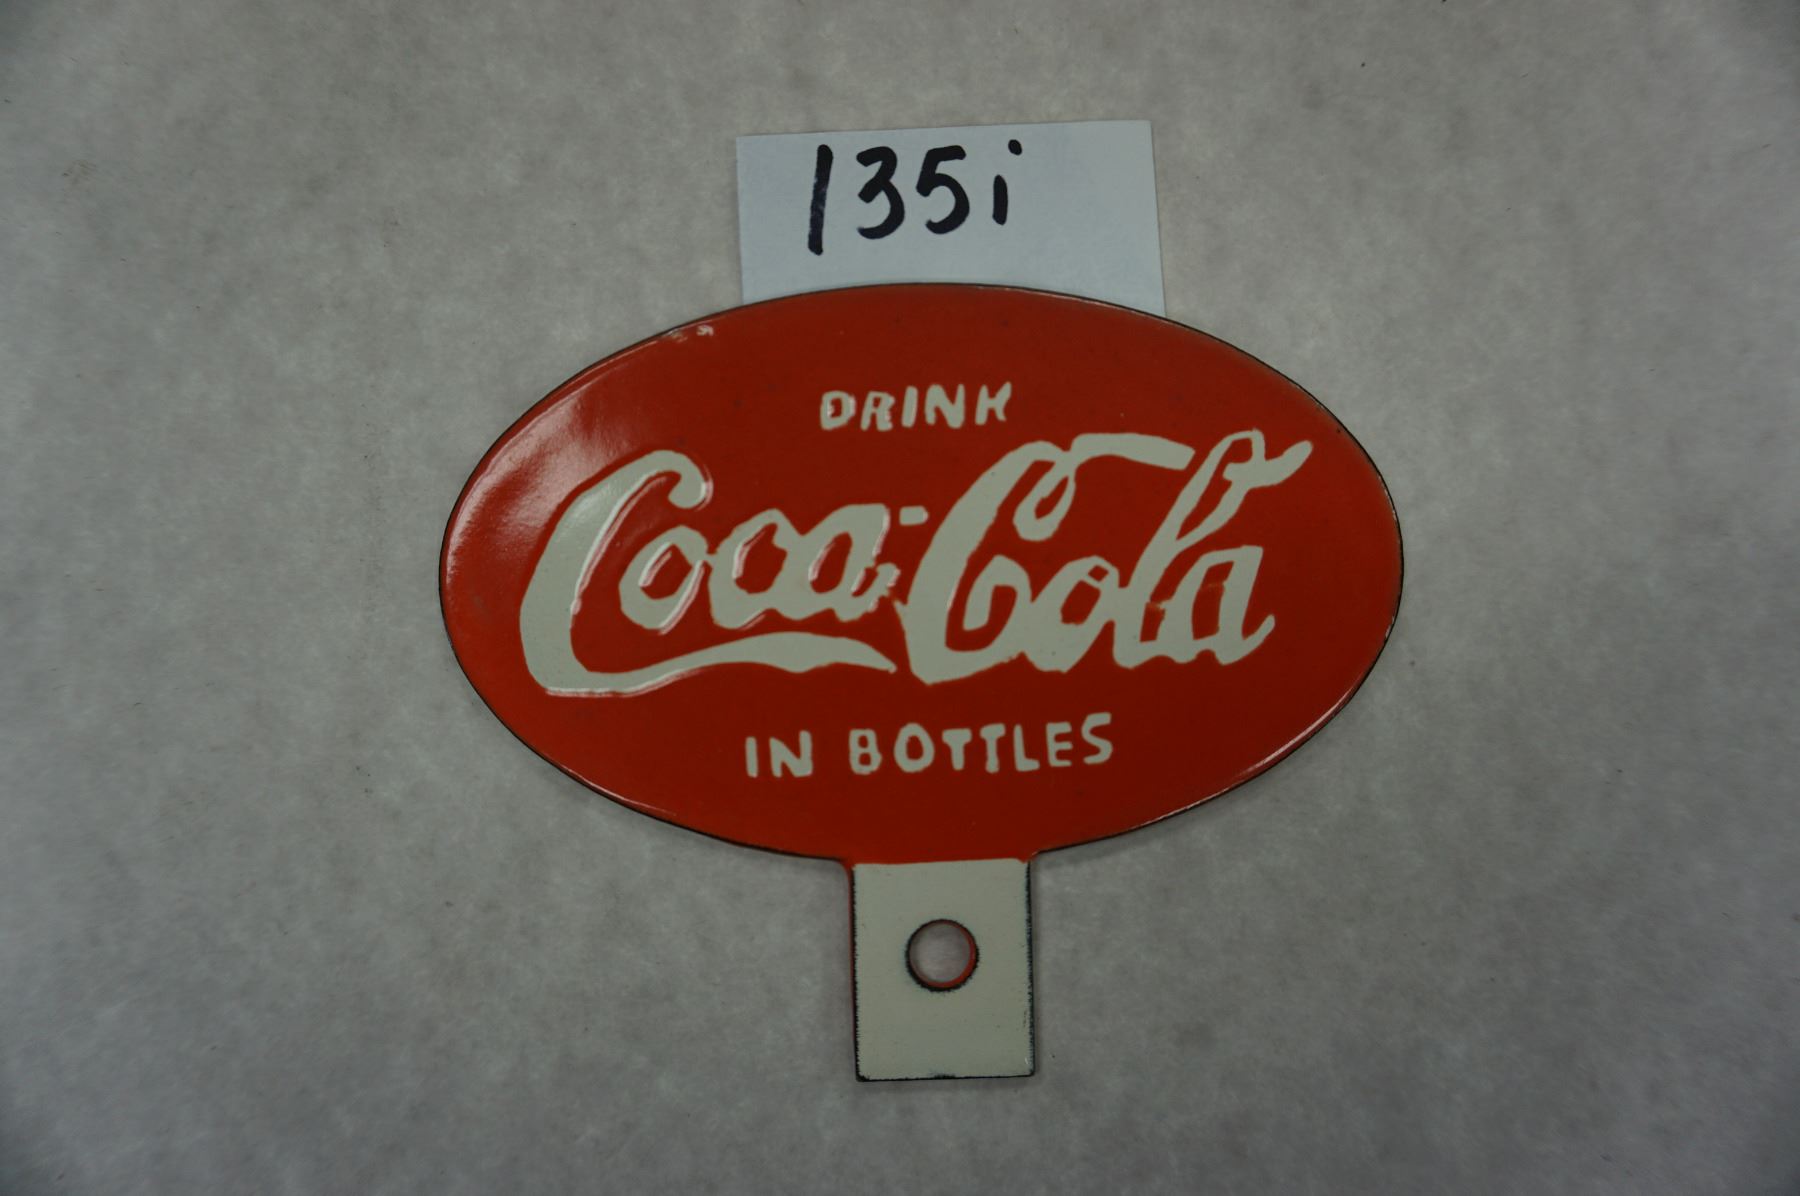 135i
DRINK
Coca-Cola
IN BOTTLES